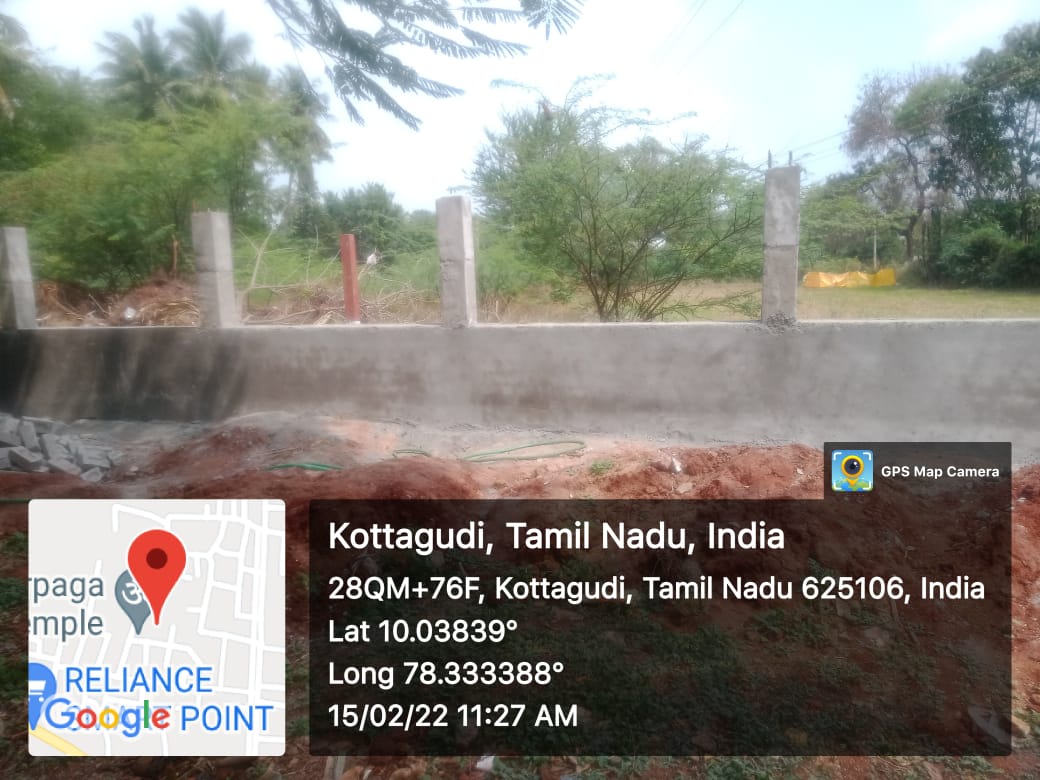 GPS Map Camera
Kottagudi, Tamil Nadu, India
28QM+76F, Kottagudi, Tamil Nadu 625106, India
Lat 10.03839°
Long 78.333388°
15/02/22 11:27 AM
rpaga
emple
RELIANCE
POINT
Google